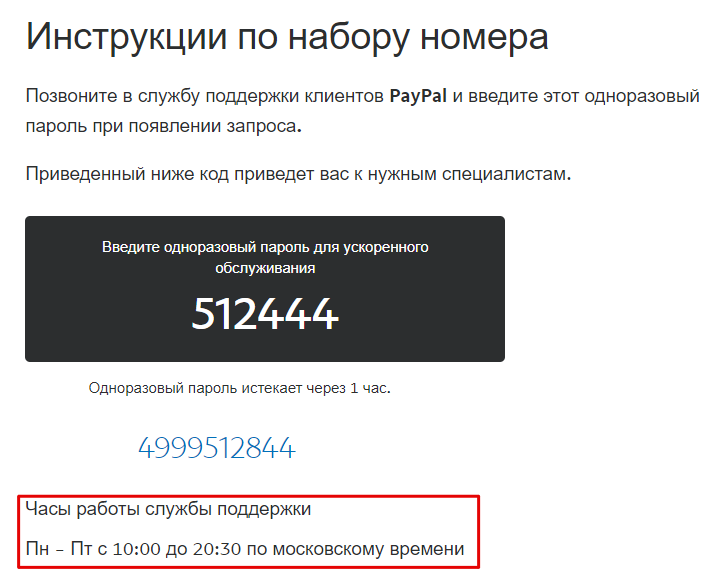 Инструкции по набору номера
Позвоните в службу поддержки клиентов PayPal и введите этот одноразовый
пароль при появлении запроса.
Приведенный ниже код приведет вас к нужным специалистам.
Введите одноразовый пароль для ускоренного
обслуживания
512444
Одноразовый пароль истекает через 1 час.
4999512844
Часы работы службы поддержки
Пн - Пт с 10:00 до 20:30 по московскому времени